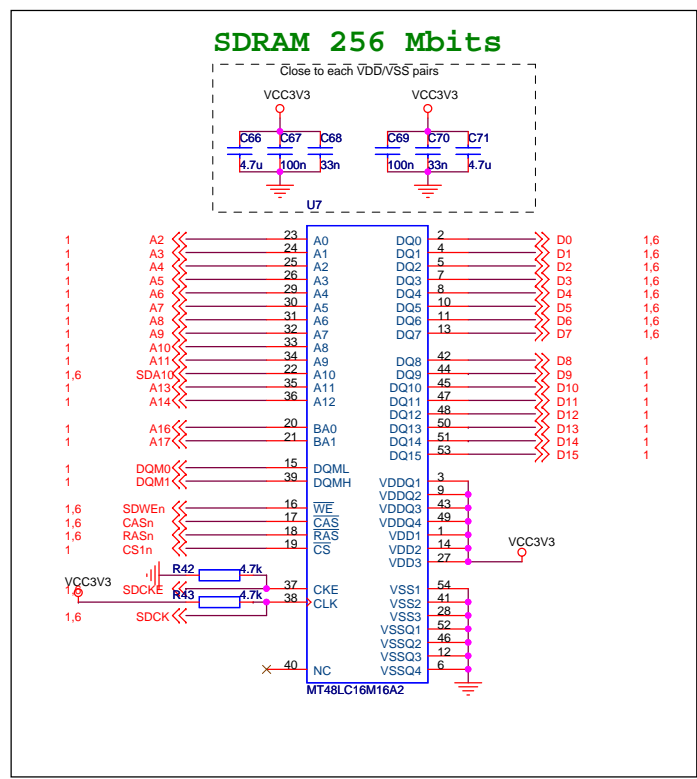 SDRAM 256 Mbits
Close to each VDD/VSS pairs
VCC3V3 VCC3V3
C66 C67 C68 C69 C70 C71
4.7u 100n 33n 100n 33n 4.7u
U7
1 A2 23 A0 DQ0 2 D0 1,6
1 A3 24 A1 DQ1 4 D1 1,6
1 A4 25 A2 DQ2 5 D2 1,6
1 A5 26 A3 DQ3 7 D3 1,6
1 A6 29 A4 DQ4 8 D4 1,6
1 A7 30 A5 DQ5 10 D5 1,6
1 A8 31 A6 DQ6 11 D6 1,6
1 A9 32 A7 DQ7 13 D7 1,6
1 A10 33 A8
1 A11 34 A9 DQ8 42 D8 1
1,6 SDA10 22 A10 DQ9 44 D9 1
1 A13 35 A11 DQ10 45 D10 1
1 A14 36 A12 DQ11 47 D11 1
DQ12 48 D12 1
1 A16 20 BA0 DQ13 50 D13 1
1 A17 21 BA1 DQ14 51 D14 1
DQ15 53 D15 1
1 DQM0 15 DQML
1 DQM1 39 DQMH VDDQ1 3
VDDQ2 9
1,6 SDWEn 16 WE VDDQ3 43
1,6 CASn 17 CAS VDDQ4 49
1,6 RASn 18 RAS VDD1 1
1 CS1n 19 CS VDD2 14
VDD3 27 VCC3V3
R42 4.7k
VCC3V3
1,6 SDCKE 37 CKE VSS1 54
R43 4.7k 38 CLK VSS2 41
1,6 SDCK VSS3 28
VSSQ1 52
VSSQ2 46
VSSQ3 12
40 NC VSSQ4 6
MT48LC16M16A2